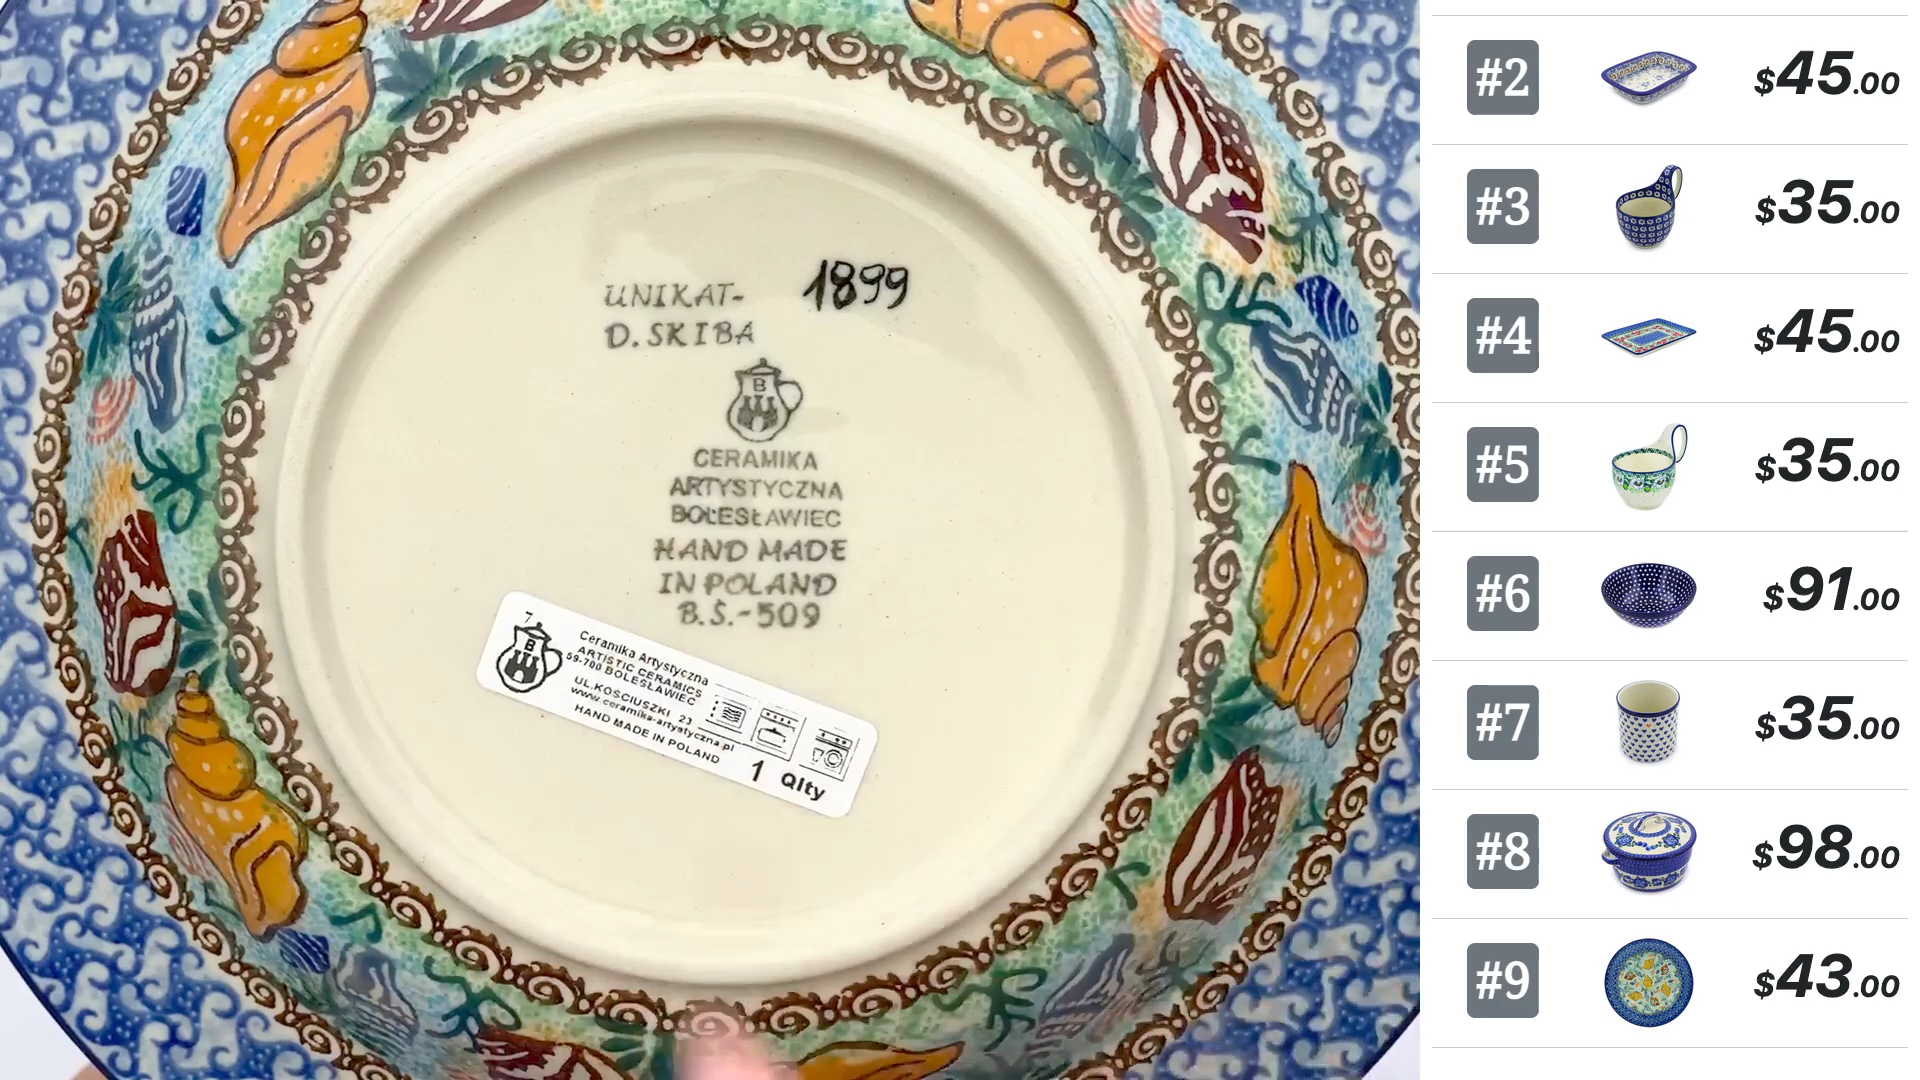 UNIKAT-
D. SKIBA
1899
B
CERAMIKA
ARTYSTYCZNA
BOLESŁAWIEC
HAND MADE
IN POLAND
B.Ś.-509
7
B
Ceramika Artystyczna
ARTISTIC CERAMICS
59-700 BOLESŁAWIEC
UL.KOŚCIUSZKI 23
www.ceramika-artystyczna.pl
HAND MADE IN POLAND
1 Qlty
#2 $45.00
#3 $35.00
#4 $45.00
#5 $35.00
#6 $91.00
#7 $35.00
#8 $98.00
#9 $43.00